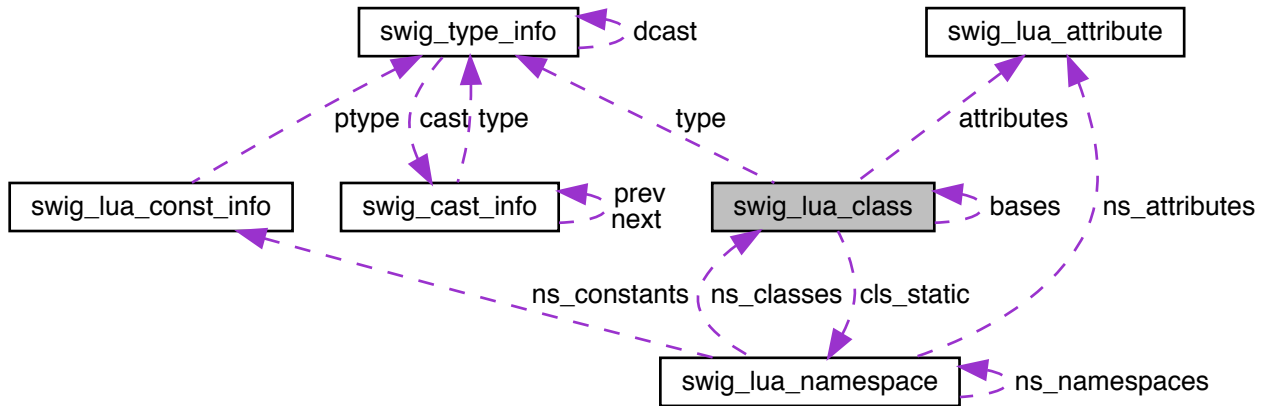 swig_type_info
dcast
swig_lua_attribute
ptype
cast
type
type
attributes
swig_lua_const_info
swig_cast_info
prev
next
swig_lua_class
bases
ns_attributes
ns_constants
ns_classes
cls_static
swig_lua_namespace
ns_namespaces